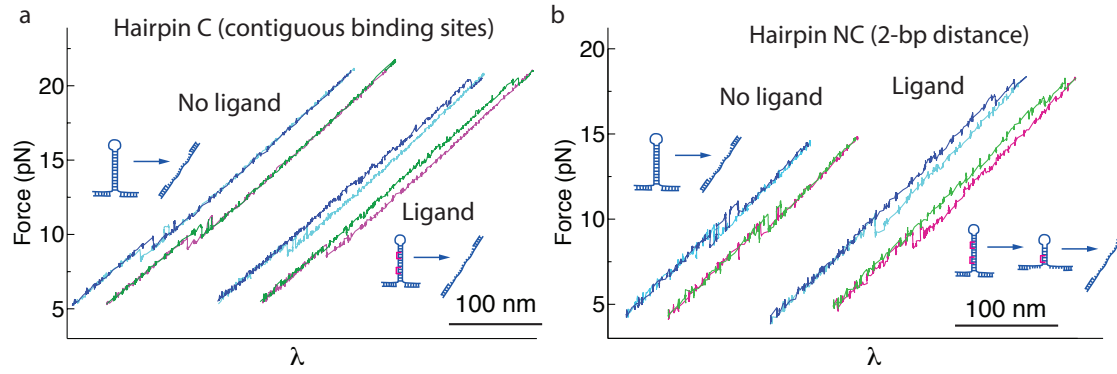 a
Hairpin C (contiguous binding sites)
No ligand
Ligand
Force (pN)
20
15
10
5
100 nm
λ
b
Hairpin NC (2-bp distance)
No ligand
Ligand
Force (pN)
20
15
10
5
100 nm
λ